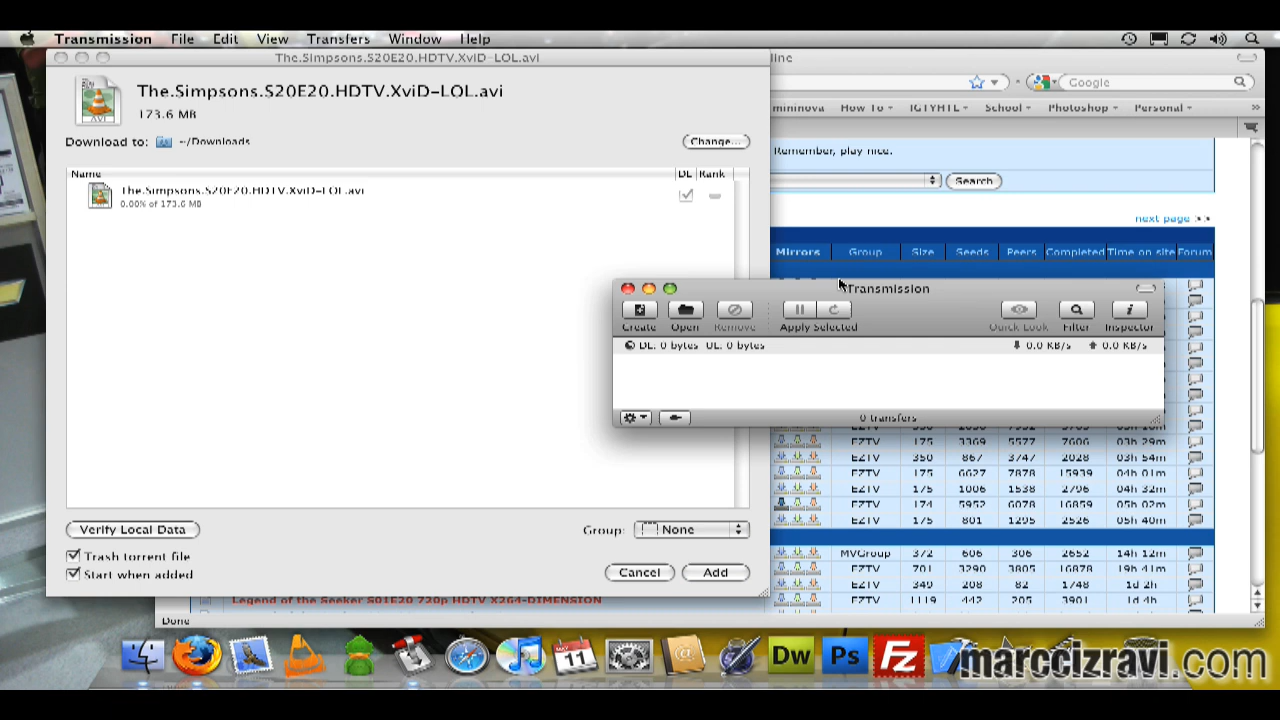 Transmission File Edit View Transfers Window Help
The.Simpsons.S20E20.HDTV.XviD-LOL.avi
The.Simpsons.S20E20.HDTV.XviD-LOL.avi
173.6 MB
Download to: ~/Downloads Change...
Name DL Rank
The.Simpsons.S20E20.HDTV.XviD-LOL.avi
0.00% of 173.6 MB
Verify Local Data
Group: None
Trash torrent file
Start when added
Cancel Add
line
Google
mininova How To IGTYHTL School Photoshop Personal
Remember, play nice.
Search
next page
Mirrors Group Size Seeds Peers Completed Time on site Forum
Transmission
Create Open Remove Apply Selected Quick Look Filter Inspector
DL: 0 bytes UL: 0 bytes 0.0 KB/s 0.0 KB/s
0 transfers
EZTV 175 3369 5577 7606 03h 29m
EZTV 350 867 3747 2028 03h 54m
EZTV 175 6627 7878 15939 04h 01m
EZTV 175 1006 1538 2796 04h 32m
EZTV 174 5952 6078 16859 05h 02m
EZTV 175 801 1295 2526 05h 40m
MVGroup 372 606 306 2652 14h 12m
EZTV 701 3290 3805 16878 19h 41m
EZTV 349 208 82 1748 1d 2h
Legend of the Seeker S01E20 720p HDTV X264-DIMENSION EZTV 1119 442 205 3901 1d 4h
Done
11
Dw Ps Fz
marccizravi.com